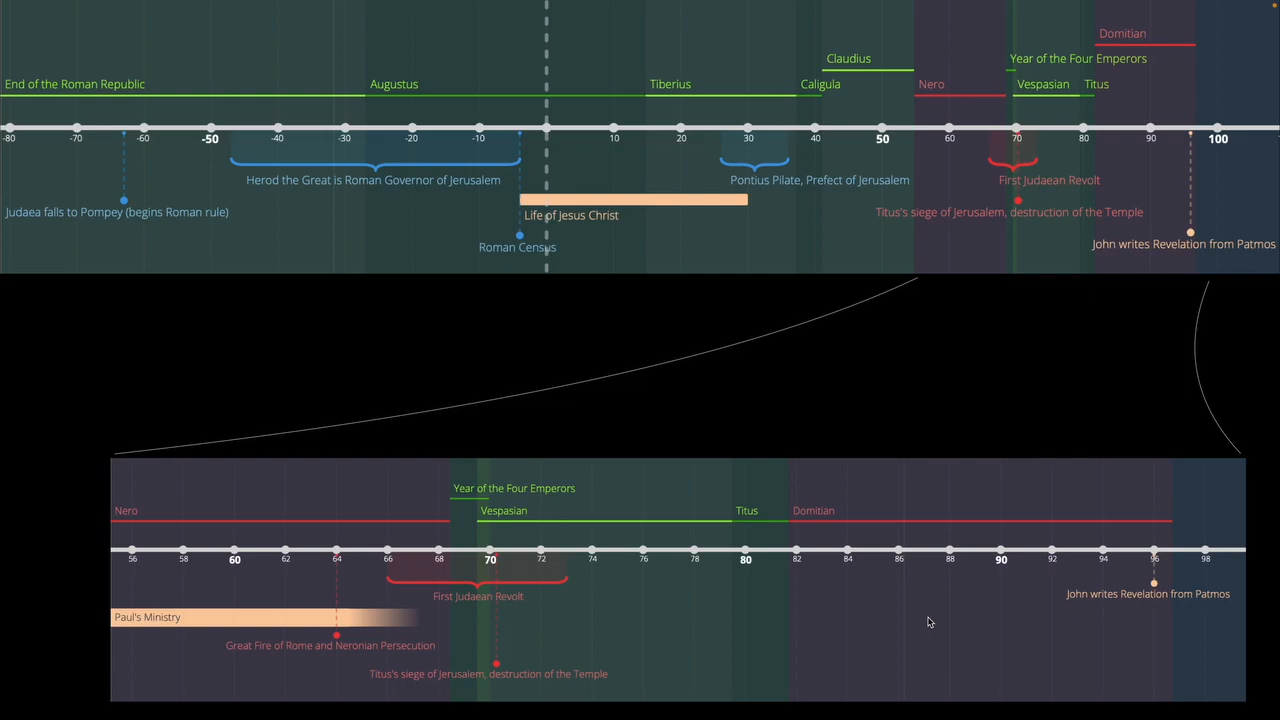 Domitian
Claudius
Year of the Four Emperors
End of the Roman Republic
Augustus
Tiberius
Caligula
Nero
Vespasian
Titus
-80 -70 -60 -50 -40 -30 -20 -10 0 10 20 30 40 50 60 70 80 90 100
Herod the Great is Roman Governor of Jerusalem
Pontius Pilate, Prefect of Jerusalem
First Judaean Revolt
Judaea falls to Pompey (begins Roman rule)
Life of Jesus Christ
Titus's siege of Jerusalem, destruction of the Temple
Roman Census
John writes Revelation from Patmos
Year of the Four Emperors
Nero
Vespasian
Titus
Domitian
56 58 60 62 64 66 68 70 72 74 76 78 80 82 84 86 88 90 92 94 96 98
First Judaean Revolt
John writes Revelation from Patmos
Paul's Ministry
Great Fire of Rome and Neronian Persecution
Titus's siege of Jerusalem, destruction of the Temple